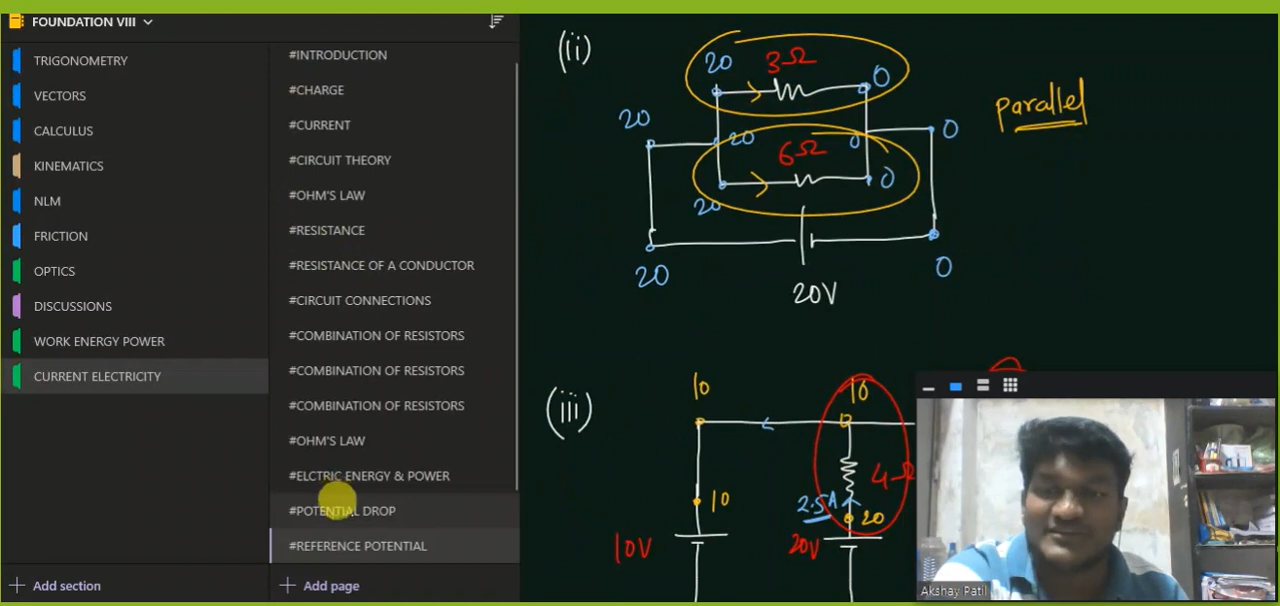 FOUNDATION VIII
TRIGONOMETRY
VECTORS
CALCULUS
KINEMATICS
NLM
FRICTION
OPTICS
DISCUSSIONS
WORK ENERGY POWER
CURRENT ELECTRICITY
Add section
#INTRODUCTION
#CHARGE
#CURRENT
#CIRCUIT THEORY
#OHM'S LAW
#RESISTANCE
#RESISTANCE OF A CONDUCTOR
#CIRCUIT CONNECTIONS
#COMBINATION OF RESISTORS
#COMBINATION OF RESISTORS
#COMBINATION OF RESISTORS
#OHM'S LAW
#ELCTRIC ENERGY & POWER
#POTENTIAL DROP
#REFERENCE POTENTIAL
Add page
(ii)
20 3Ω 0
parallel
20 20 0 0
6Ω
20 0
20 0
20V
(iii)
10 10
4Ω
10 2.5A 20
10V 20V
Akshay Patil